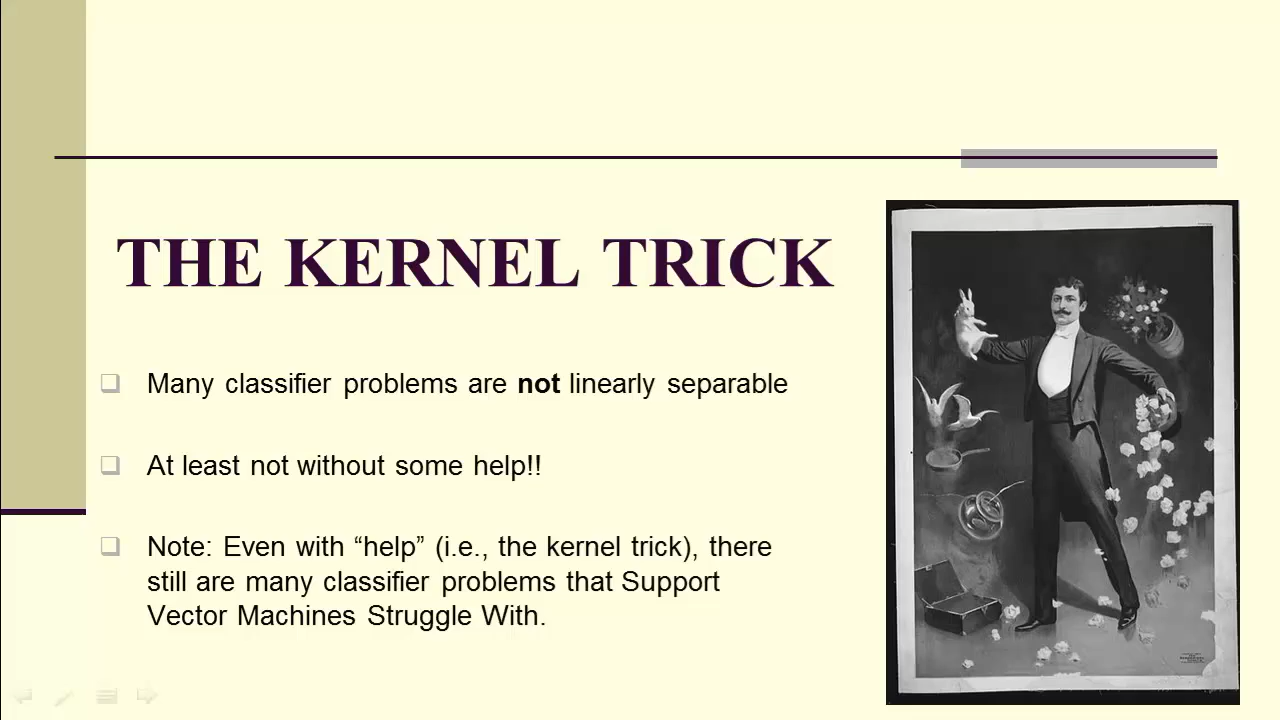 THE KERNEL TRICK
Many classifier problems are not linearly separable
At least not without some help!!
Note: Even with “help” (i.e., the kernel trick), there
still are many classifier problems that Support
Vector Machines Struggle With.